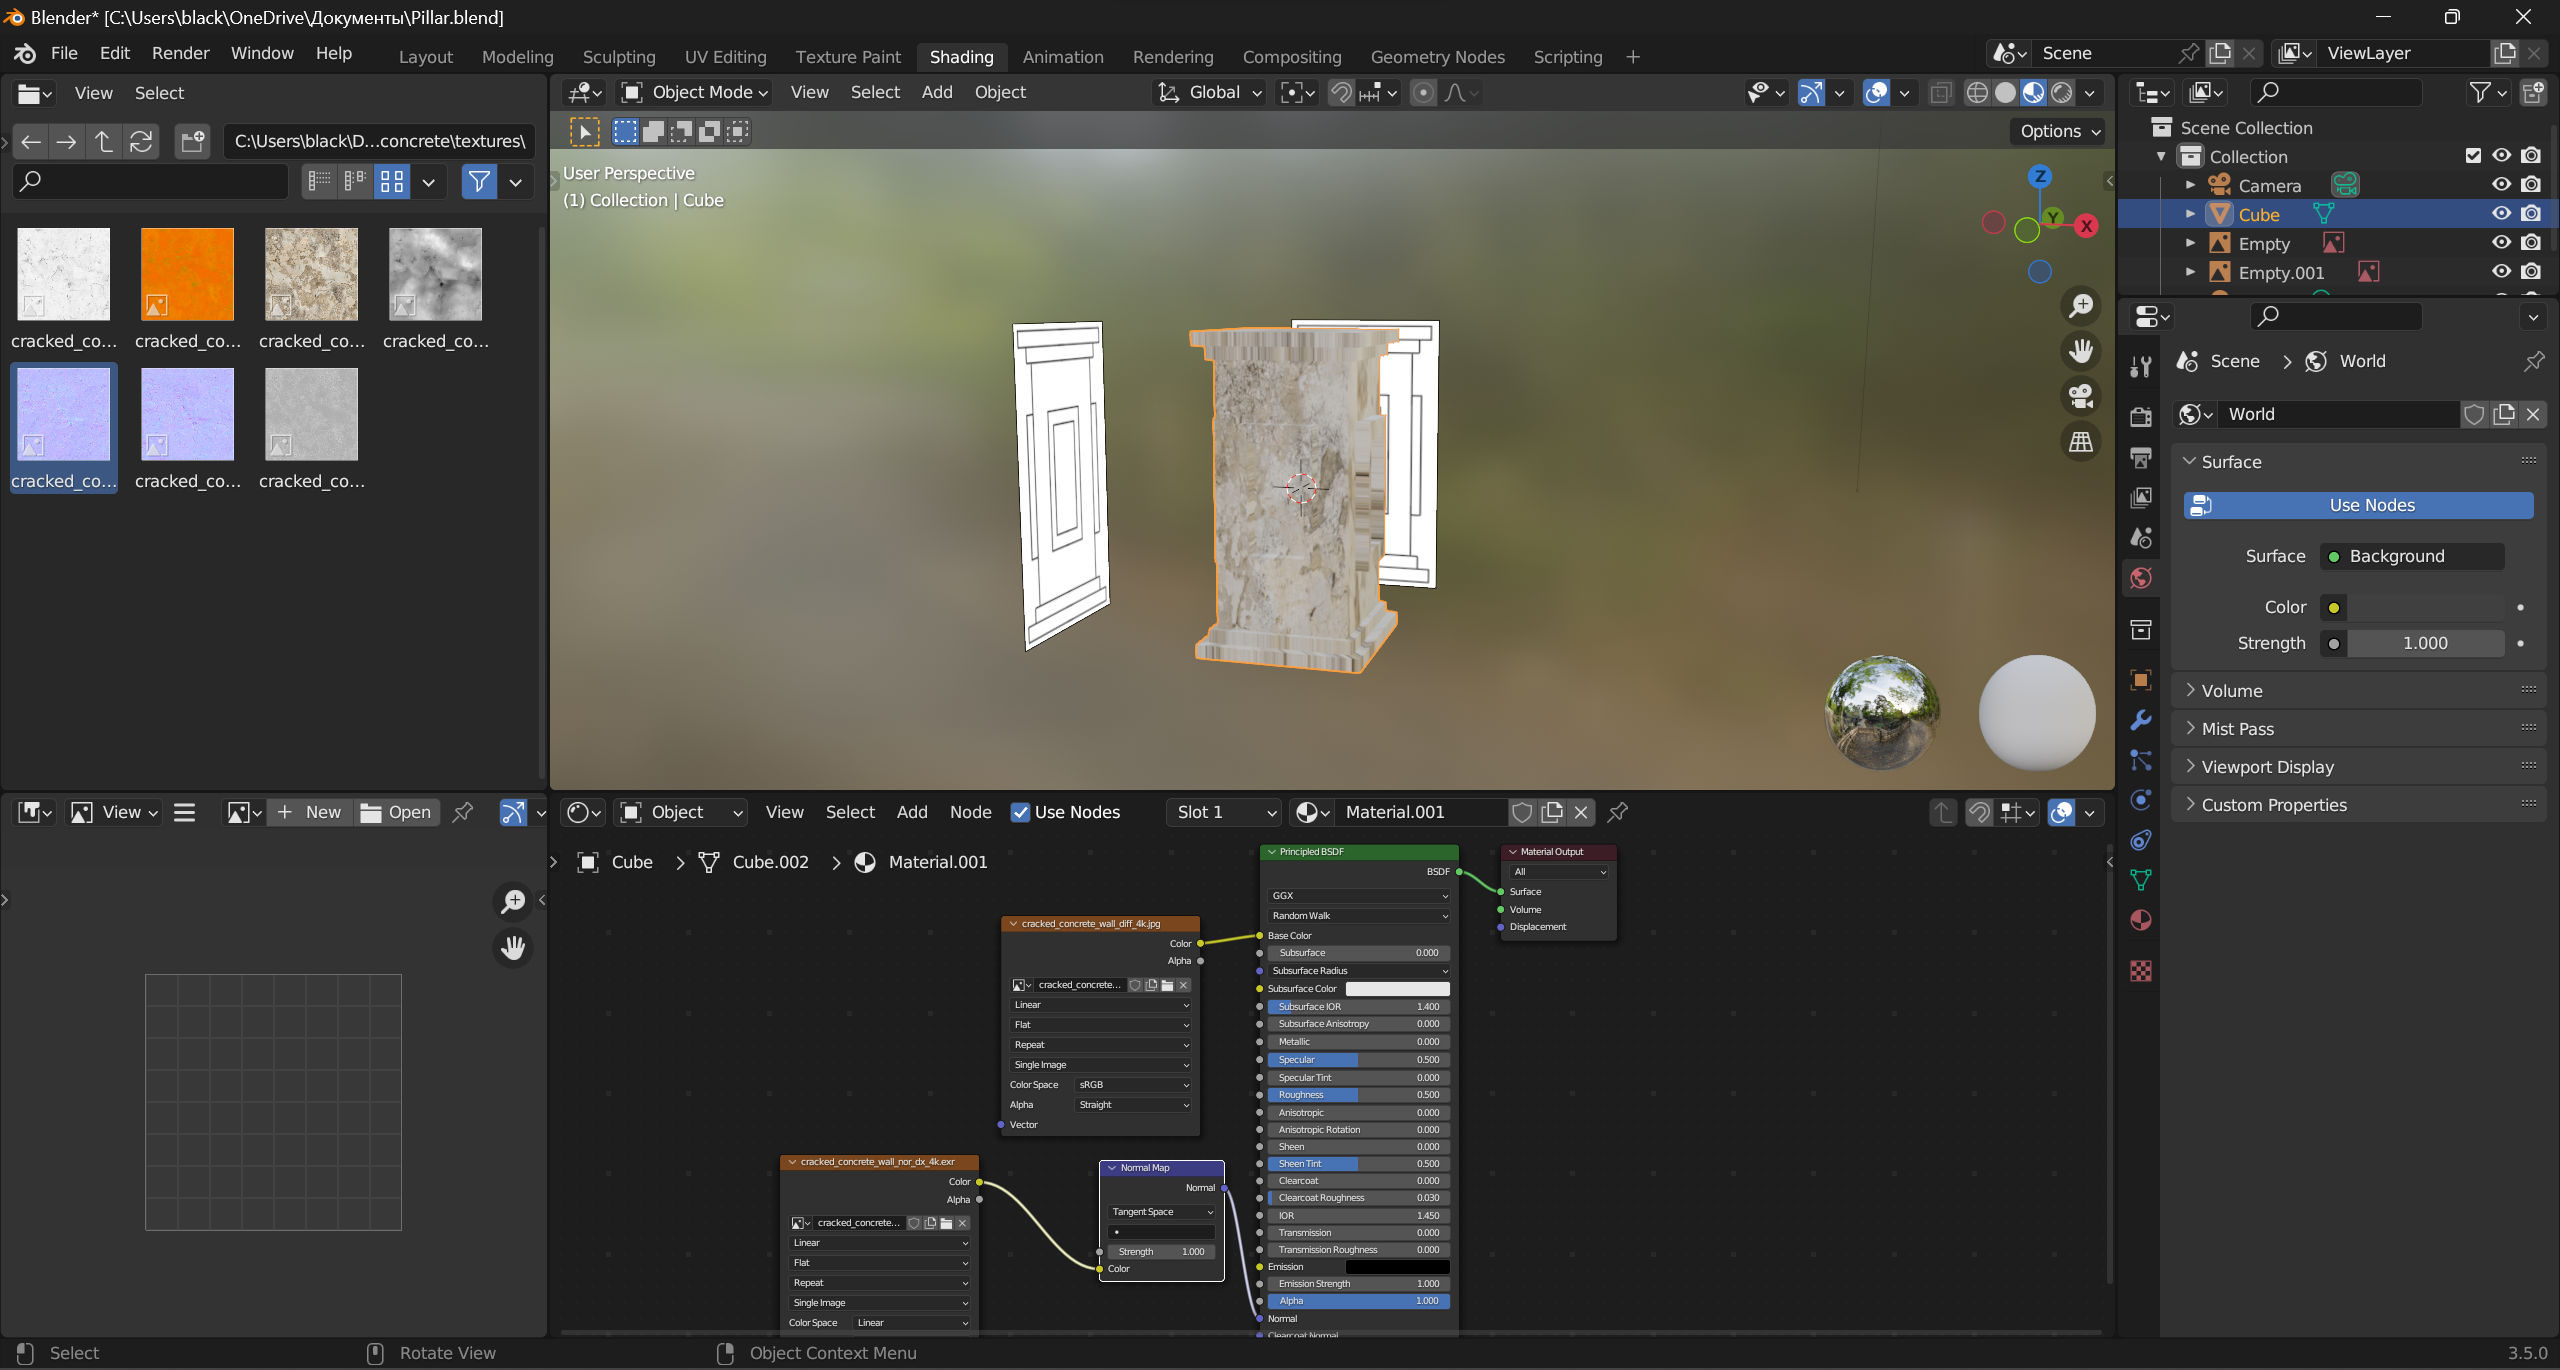 Blender* [C:\Users\black\OneDrive\Документы\Pillar.blend]
File Edit Render Window Help Layout Modeling Sculpting UV Editing Texture Paint Shading Animation Rendering Compositing Geometry Nodes Scripting + Scene ViewLayer
View Select
C:\Users\black\D...concrete\textures\
cracked_co... cracked_co... cracked_co... cracked_co...
cracked_co... cracked_co... cracked_co...
Object Mode View Select Add Object Global
Options
User Perspective
(1) Collection | Cube
Z
Y
X
Scene Collection
Collection
Camera
Cube
Empty
Empty.001
Scene > World
World
Surface
Use Nodes
Surface Background
Color
Strength 1.000
Volume
Mist Pass
Viewport Display
Custom Properties
View + New Open
Object View Select Add Node Use Nodes Slot 1 Material.001
Cube > Cube.002 > Material.001
cracked_concrete_wall_diff_4k.jpg
Color
Alpha
cracked_concrete...
Linear
Flat
Repeat
Single Image
Color Space sRGB
Alpha Straight
Vector
cracked_concrete_wall_nor_dx_4k.exr
Color
Alpha
cracked_concrete...
Linear
Flat
Repeat
Single Image
Color Space Linear
Normal Map
Normal
Tangent Space
Strength 1.000
Color
Principled BSDF
BSDF
GGX
Random Walk
Base Color
Subsurface 0.000
Subsurface Radius
Subsurface Color
Subsurface IOR 1.400
Subsurface Anisotropy 0.000
Metallic 0.000
Specular 0.500
Specular Tint 0.000
Roughness 0.500
Anisotropic 0.000
Anisotropic Rotation 0.000
Sheen 0.000
Sheen Tint 0.500
Clearcoat 0.000
Clearcoat Roughness 0.030
IOR 1.450
Transmission 0.000
Transmission Roughness 0.000
Emission
Emission Strength 1.000
Alpha 1.000
Normal
Clearcoat Normal
Material Output
All
Surface
Volume
Displacement
Select Rotate View Object Context Menu 3.5.0